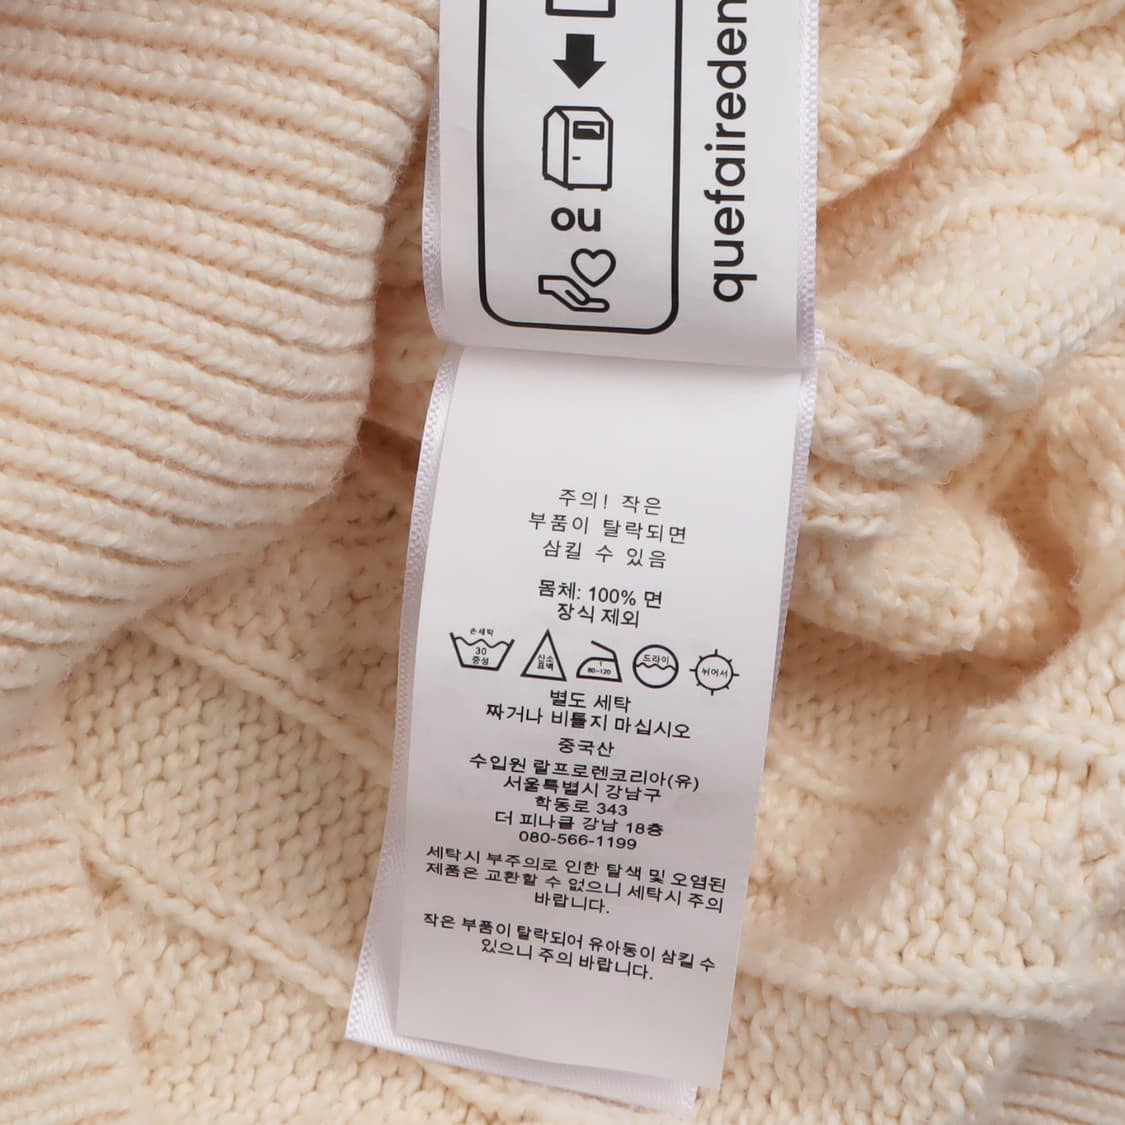 ou
quefaireden
주의! 작은
부품이 탈락되면
삼킬 수 있음
몸체: 100% 면
장식 제외
손세탁
30
중성
산소
표백
1
80-120
드라이
뉘어서
별도 세탁
짜거나 비틀지 마십시오
중국산
수입원 랄프로렌코리아(유)
서울특별시 강남구
학동로 343
더 피나클 강남 18층
080-566-1199
세탁시 부주의로 인한 탈색 및 오염된
제품은 교환할 수 없으니 세탁시 주의
바랍니다.
작은 부품이 탈락되어 유아동이 삼킬 수
있으니 주의 바랍니다.